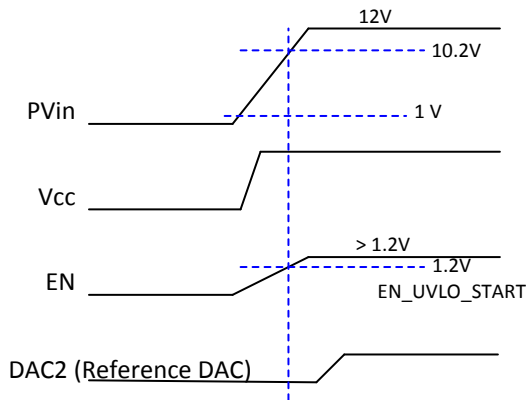 12V
10.2V
PVin
1 V
Vcc
> 1.2V
1.2V
EN
EN_UVLO_START
DAC2 (Reference DAC)